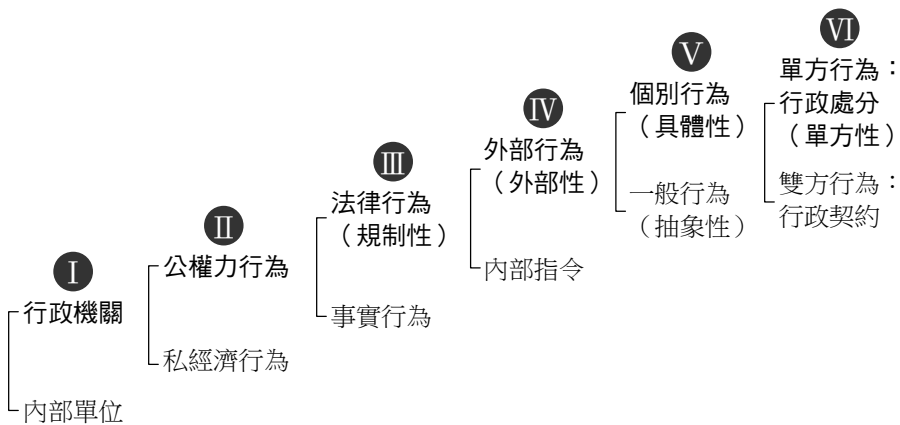 Ⅰ
行政機關
內部單位
Ⅱ
公權力行為
私經濟行為
Ⅲ
法律行為
（規制性）
事實行為
Ⅳ
外部行為
（外部性）
內部指令
Ⅴ
個別行為
（具體性）
一般行為
（抽象性）
Ⅵ
單方行為：
行政處分
（單方性）
雙方行為：
行政契約